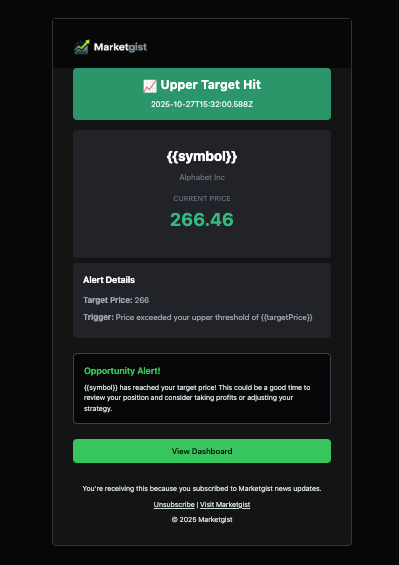 Marketgist
📈 Upper Target Hit
2025-10-27T15:32:00.588Z
{{symbol}}
Alphabet Inc
CURRENT PRICE
266.46
Alert Details
Target Price: 266
Trigger: Price exceeded your upper threshold of {{targetPrice}}
Opportunity Alert!
{{symbol}} has reached your target price! This could be a good time to
review your position and consider taking profits or adjusting your
strategy.
View Dashboard
You're receiving this because you subscribed to Marketgist news updates.
Unsubscribe | Visit Marketgist
© 2025 Marketgist